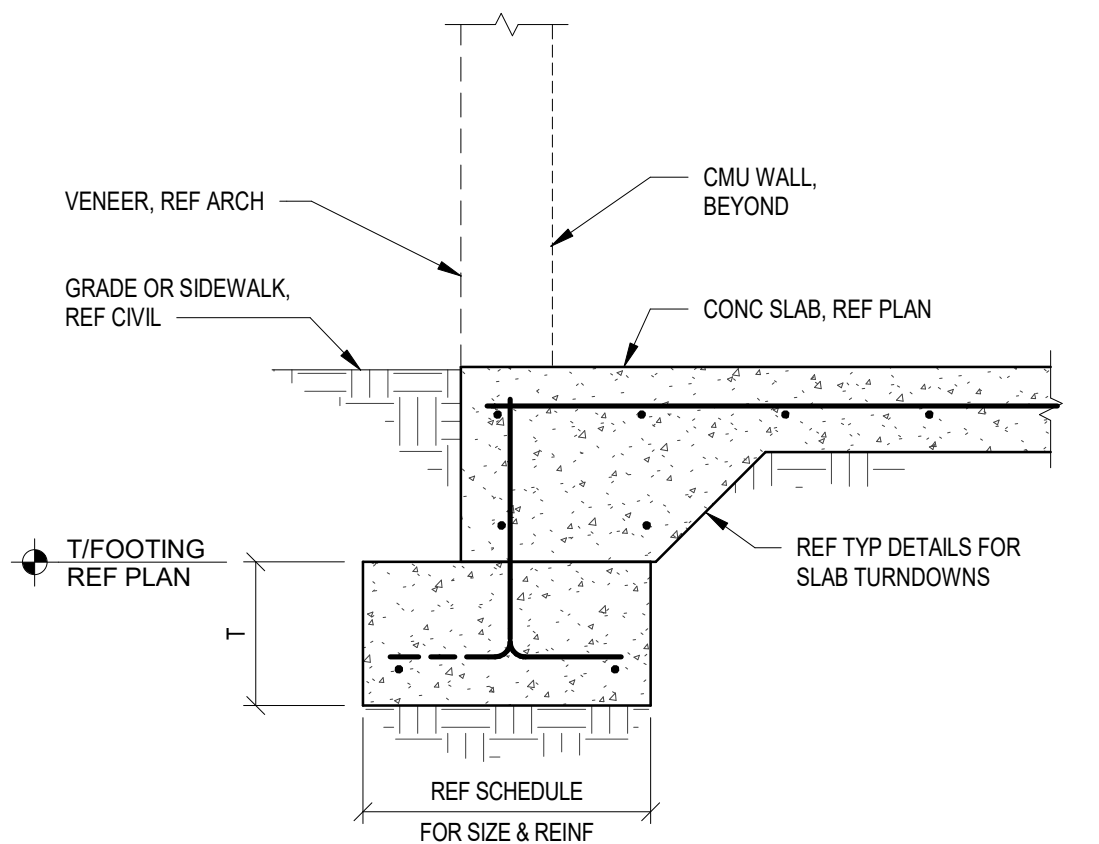 VENEER, REF ARCH
CMU WALL,
BEYOND
GRADE OR SIDEWALK,
REF CIVIL
CONC SLAB, REF PLAN
T/FOOTING
REF PLAN
REF TYP DETAILS FOR
SLAB TURNDOWNS
T
REF SCHEDULE
FOR SIZE & REINF